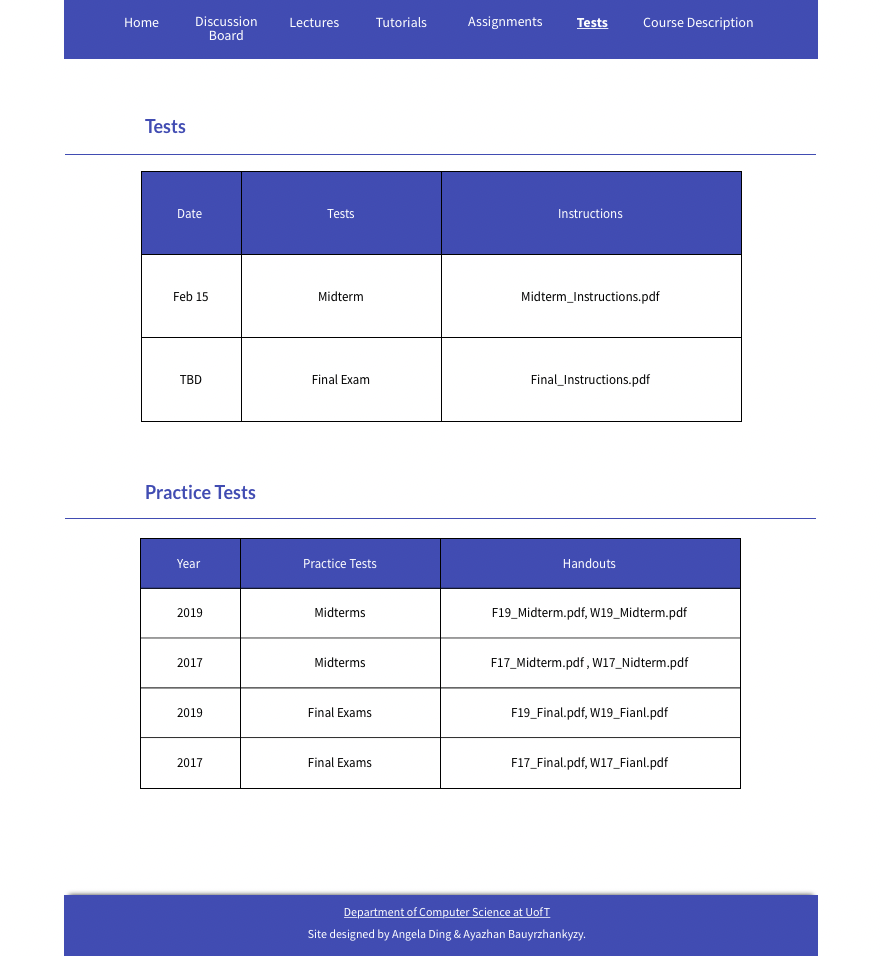 Home Discussion Board Lectures Tutorials Assignments Tests Course Description
Tests
Date Tests Instructions
Feb 15 Midterm Midterm_Instructions.pdf
TBD Final Exam Final_Instructions.pdf
Practice Tests
Year Practice Tests Handouts
2019 Midterms F19_Midterm.pdf, W19_Midterm.pdf
2017 Midterms F17_Midterm.pdf , W17_Nidterm.pdf
2019 Final Exams F19_Final.pdf, W19_Fianl.pdf
2017 Final Exams F17_Final.pdf, W17_Fianl.pdf
Department of Computer Science at UofT
Site designed by Angela Ding & Ayazhan Bauyrzhankyzy.